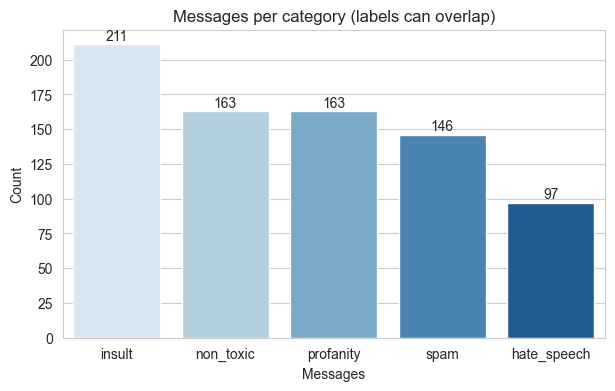 Messages per category (labels can overlap)
Count
200
175
150
125
100
75
50
25
0
211
163
163
146
97
insult
non_toxic
profanity
spam
hate_speech
Messages